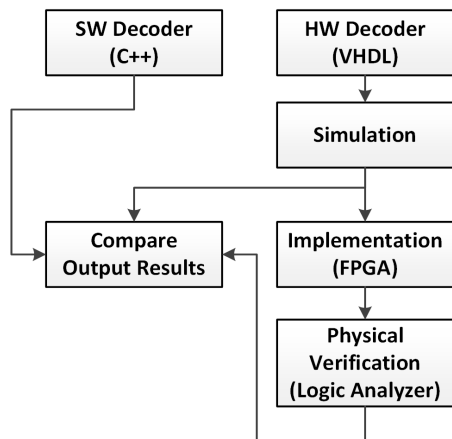 SW Decoder
(C++)
HW Decoder
(VHDL)
Simulation
Compare
Output Results
Implementation
(FPGA)
Physical
Verification
(Logic Analyzer)